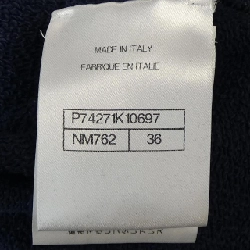 MADE IN ITALY
FABRIQUE EN ITALIE
P74271K10697
NM762 36